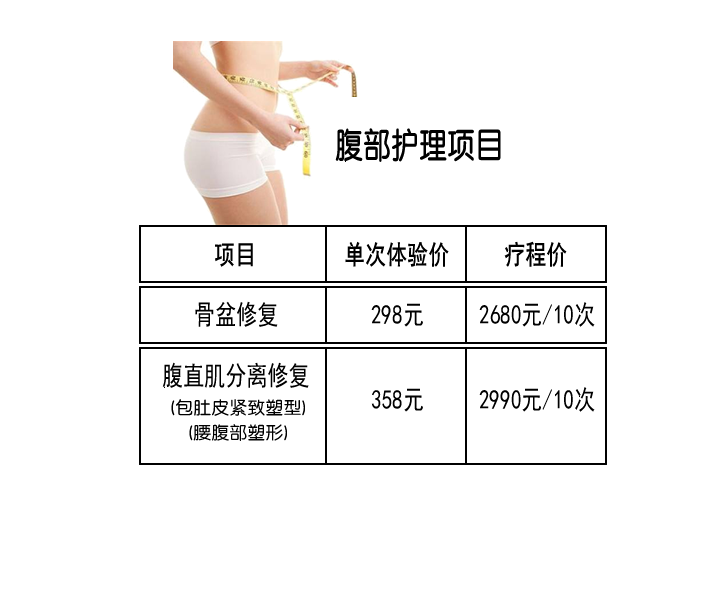 腹部护理项目
项目 单次体验价 疗程价
骨盆修复 298元 2680元/10次
腹直肌分离修复
(包肚皮紧致塑型)
358元 2990元/10次
(腰腹部塑形)